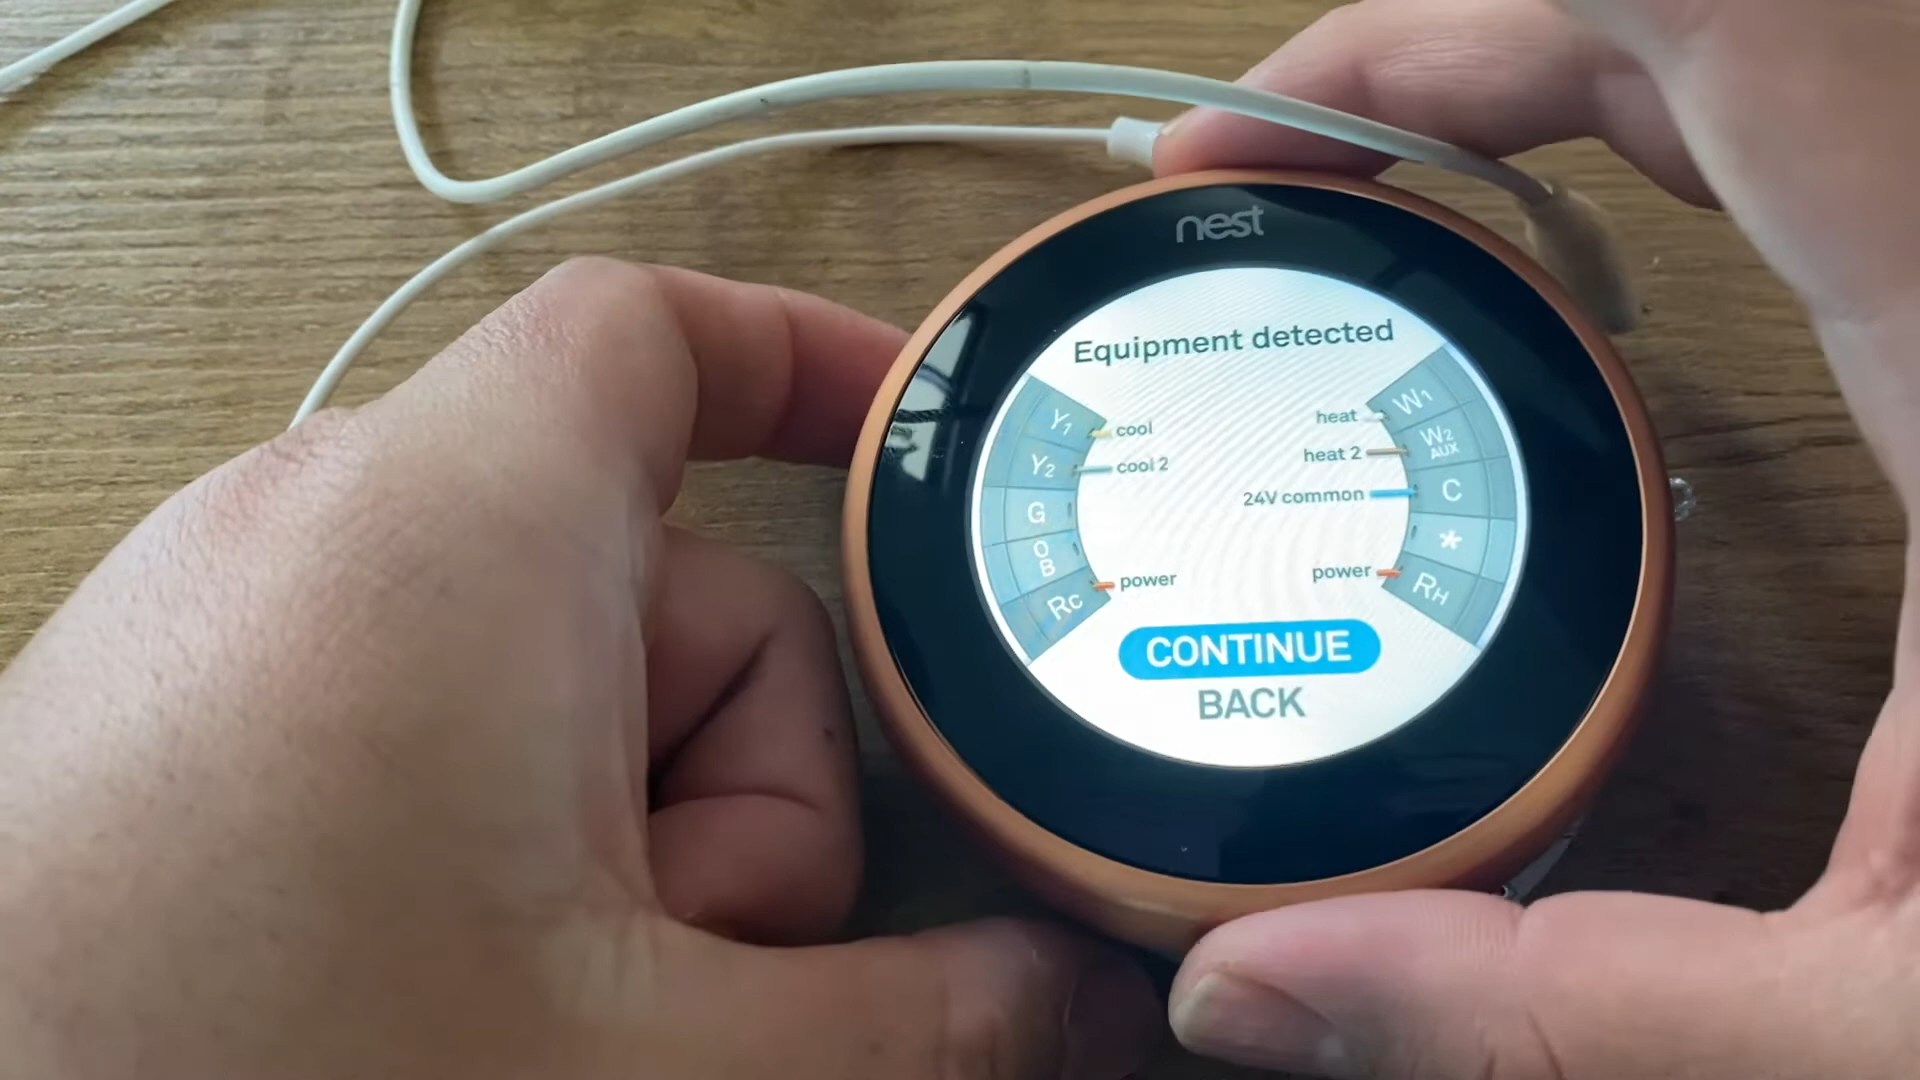 nest
Equipment detected
Y1 cool
Y2 cool 2
G
O
B
Rc power
heat W1
heat 2 W2
AUX
24V common C
*
power RH
CONTINUE
BACK